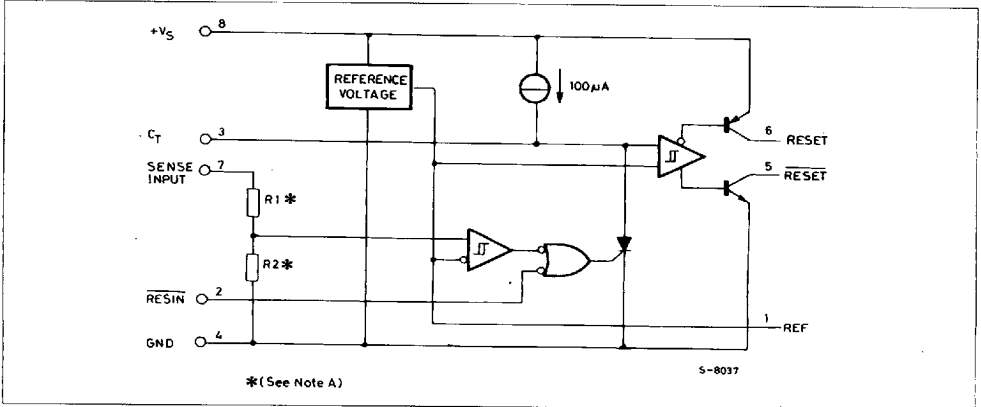 +VS 8
REFERENCE
VOLTAGE
100µA
CT 3
6 RESET
SENSE
INPUT 7
5 RESET
R1*
R2*
RESIN 2
1 REF
GND 4
S-8037
*(See Note A)